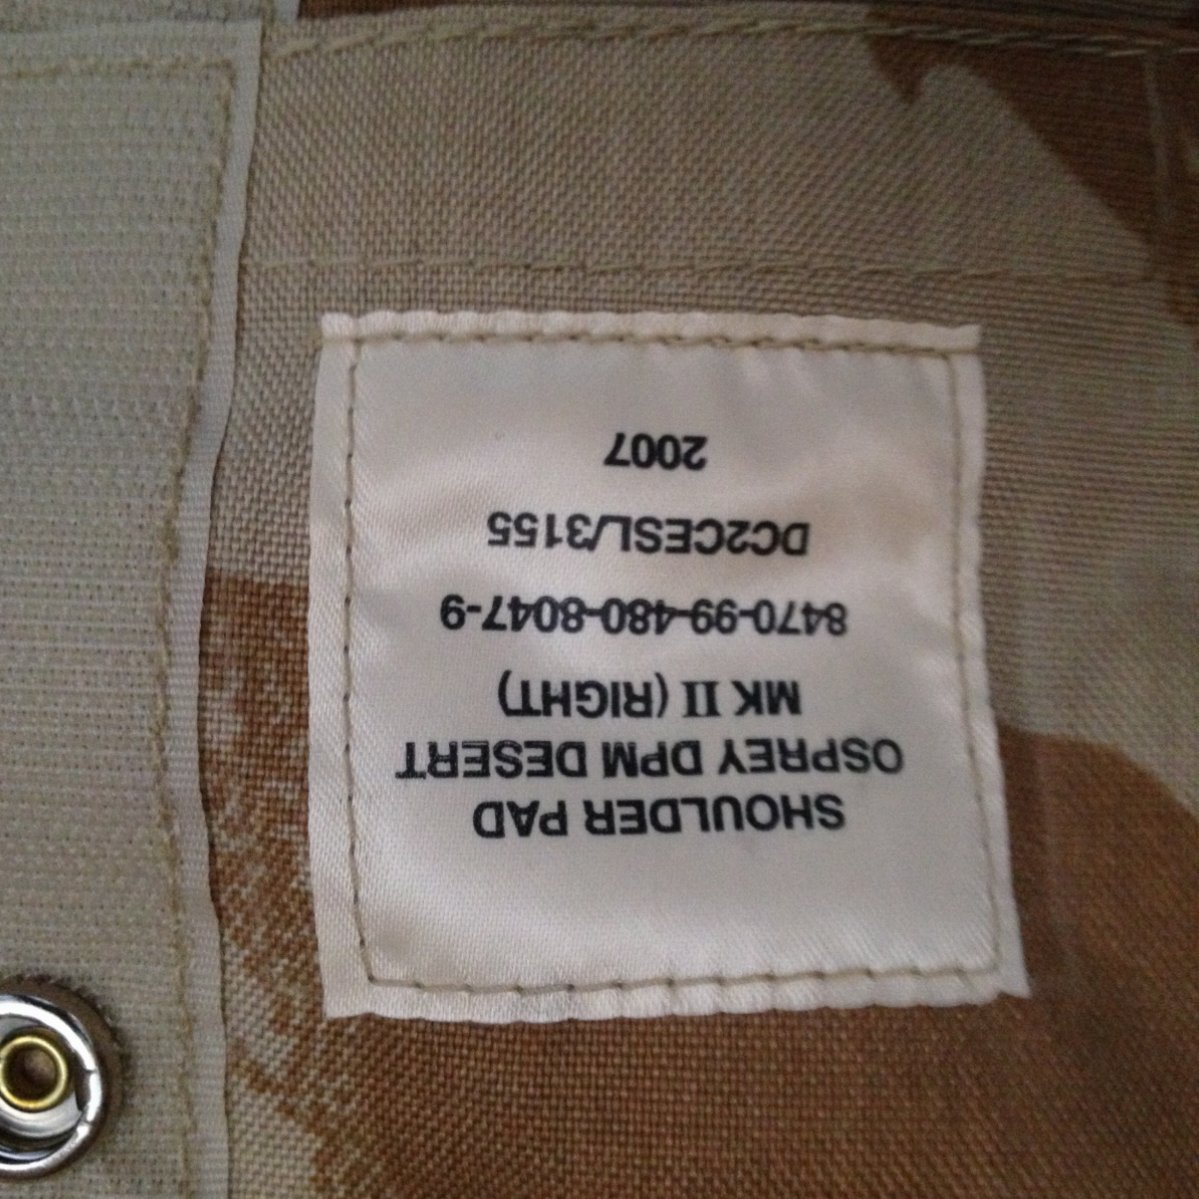 SHOULDER PAD
OSPREY DPM DESERT
MK II (RIGHT)
8470-99-480-8047-9
DC2CESL/3155
2007